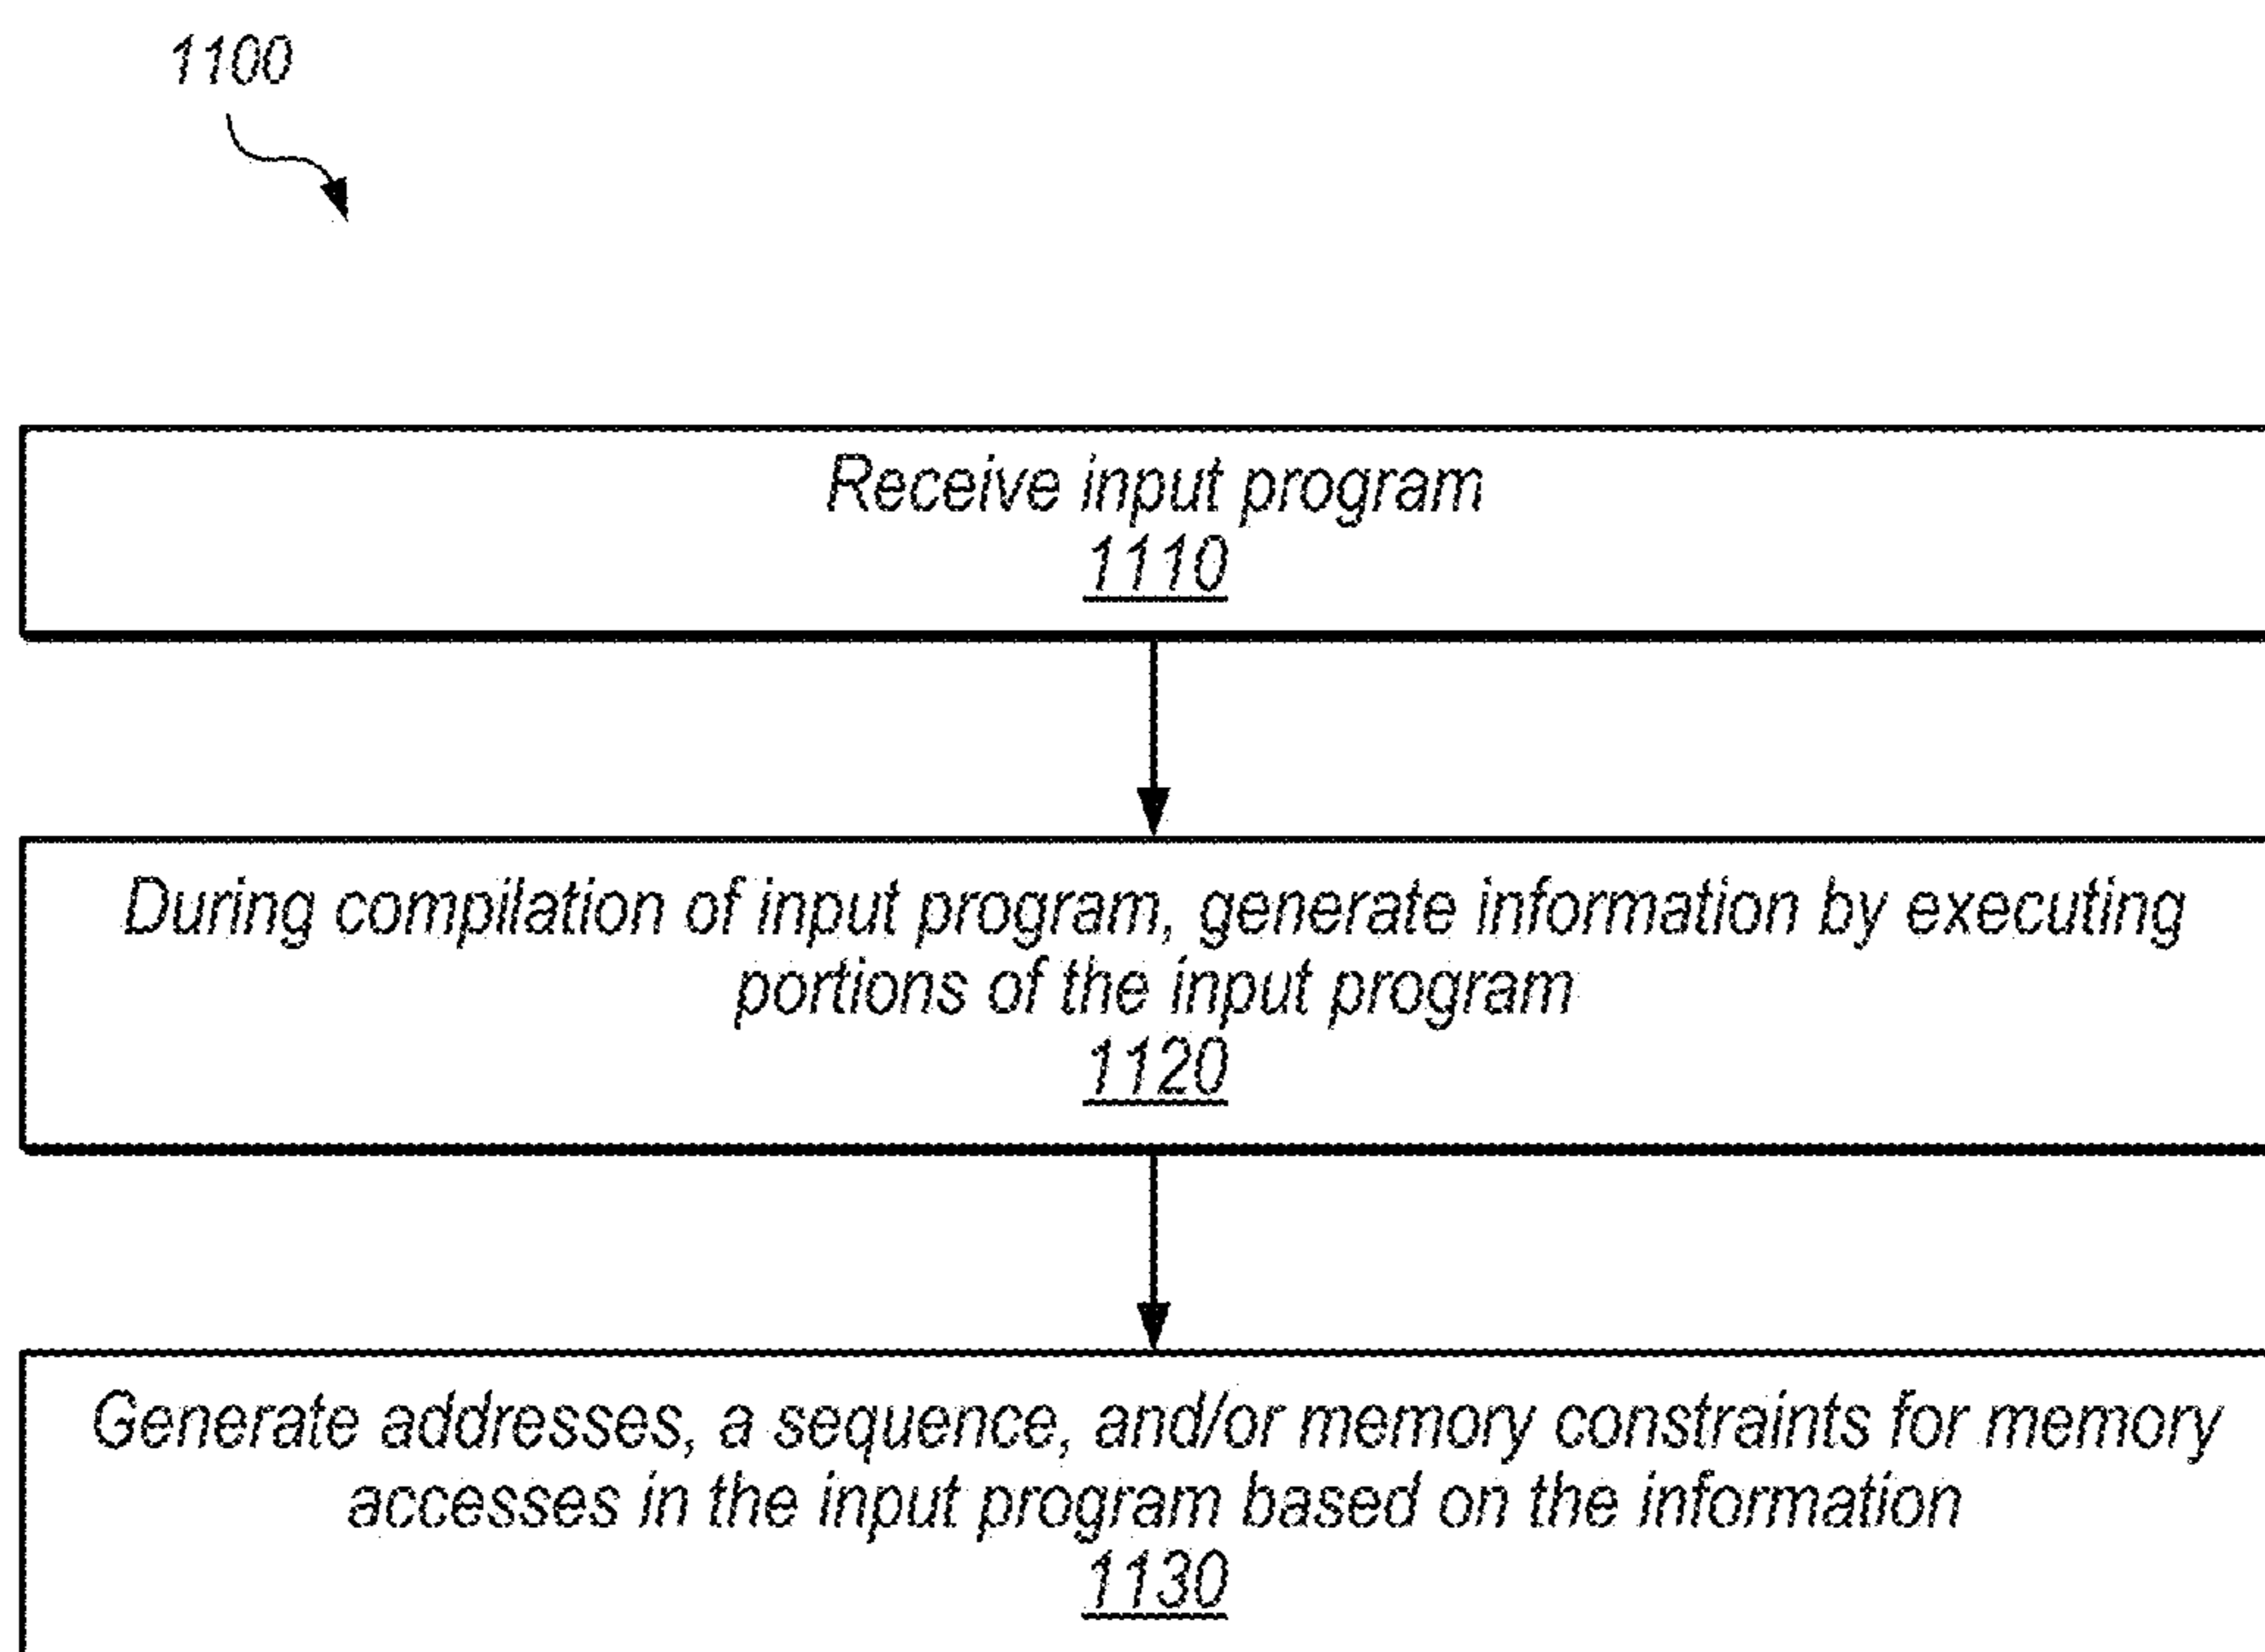 1100
Receive input program
1110
During compilation of input program, generate information by executing
portions of the input program
1120
Generate addresses, a sequence, and/or memory constraints for memory
accesses in the input program based on the information
1130